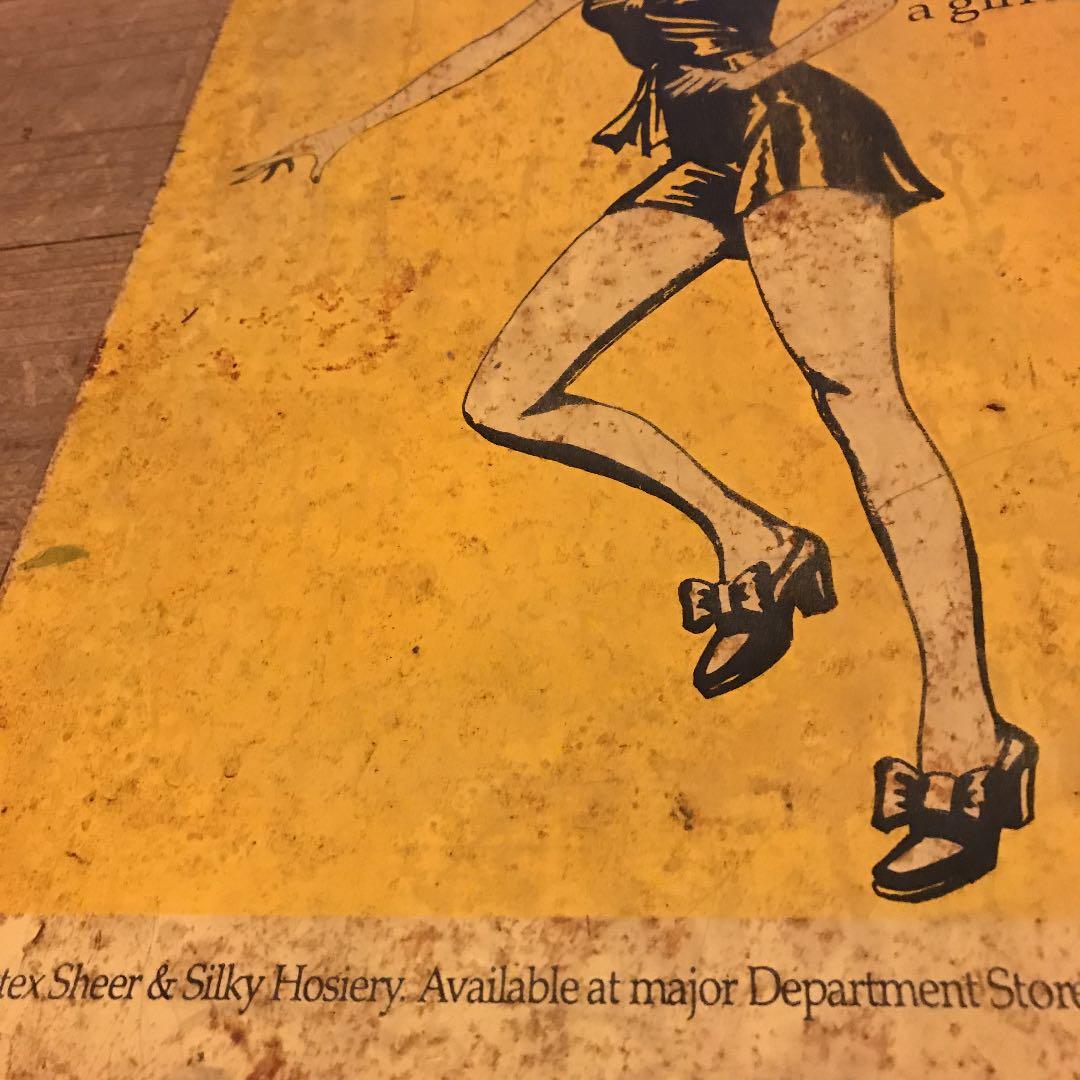 a
tex Sheer & Silky Hosiery. Available at major Department Store